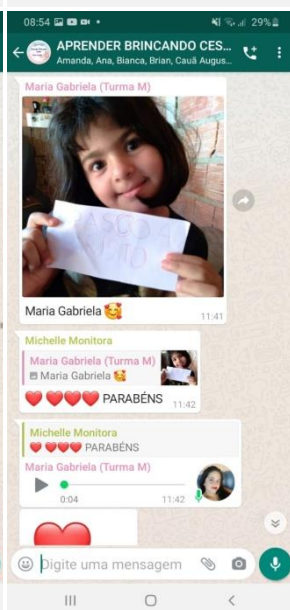 08:54
29%
APRENDER BRINCANDO CES...
Amanda, Ana, Bianca, Brian, Cauã Augus...
Maria Gabriela (Turma M)
Maria Gabriela 🥰
11:41
Michelle Monitora
Maria Gabriela (Turma M)
Maria Gabriela 🥰
❤️❤️❤️❤️ PARABÉNS
11:42
Michelle Monitora
❤️❤️❤️❤️ PARABÉNS
Maria Gabriela (Turma M)
0:04
11:42
Digite uma mensagem